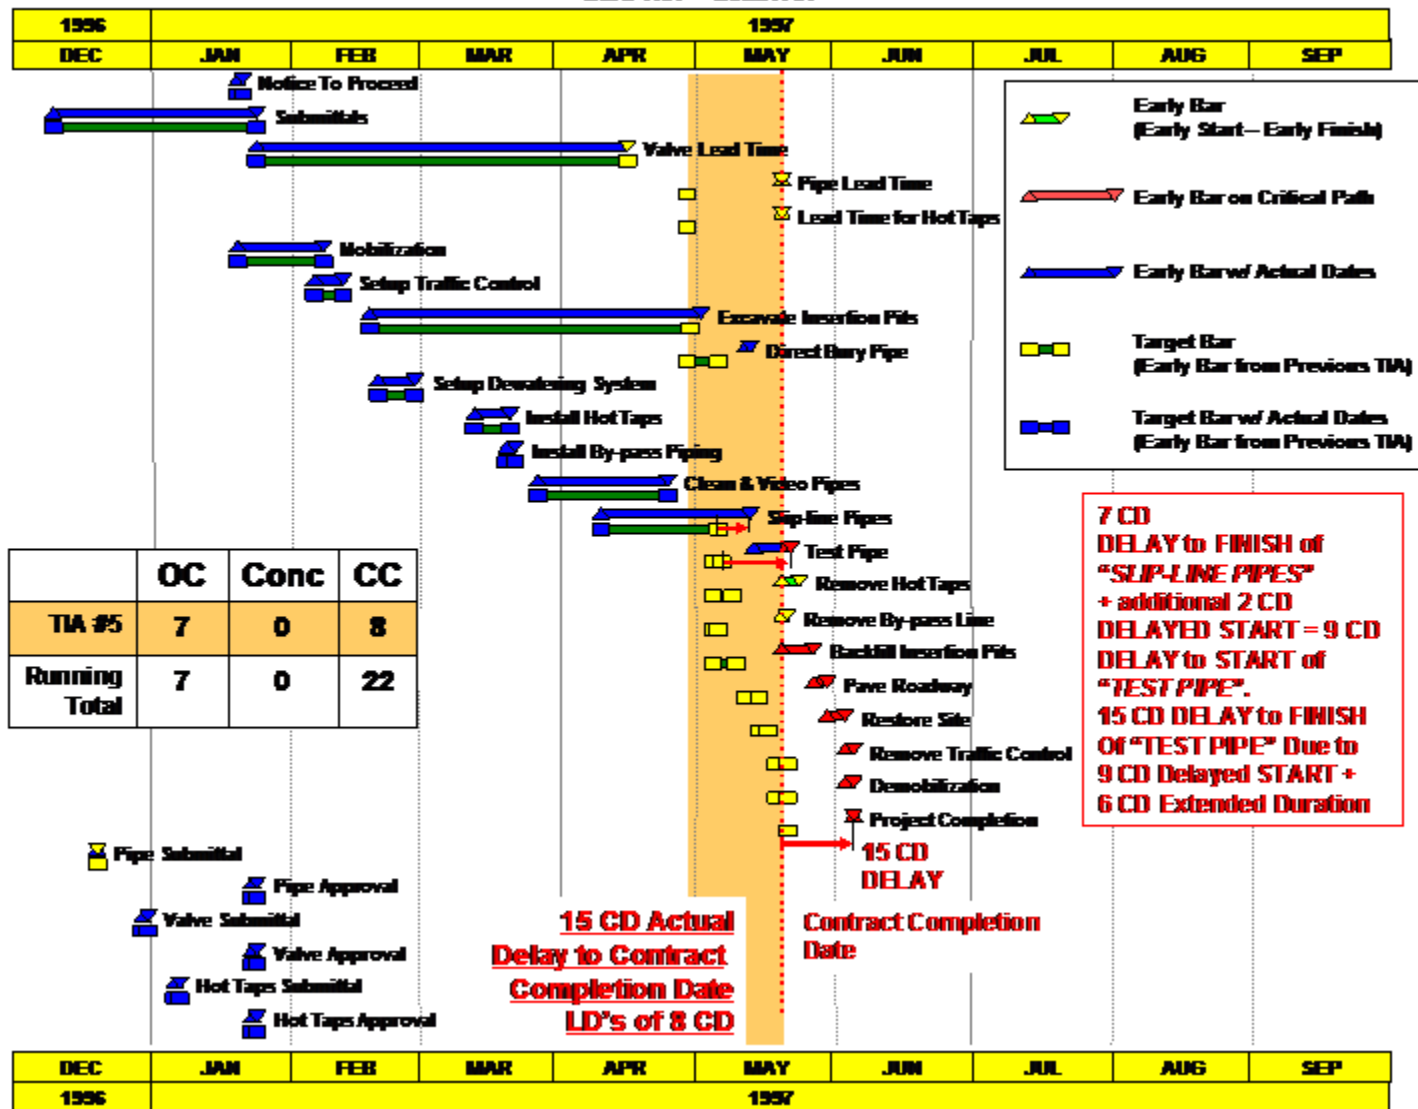 1996 1997
DEC JAN FEB MAR APR MAY JUN JUL AUG SEP
Notice To Proceed
Submittals
Valve Lead Time
Pipe Lead Time
Lead Time for Hot Taps
Mobilization
Setup Traffic Control
Excavate Insertion Pits
Direct Bury Pipe
Setup Dewatering System
Install Hot Taps
Install By-pass Piping
Clean & Video Pipes
Slip-line Pipes
Test Pipe
Remove Hot Taps
Remove By-pass Line
Backfill Insertion Pits
Pave Roadway
Restore Site
Remove Traffic Control
Demobilization
Project Completion
15 CD
DELAY
Pipe Submittal
Pipe Approval
Valve Submittal
Valve Approval
Hot Taps Submittal
Hot Taps Approval
Early Bar
(Early Start – Early Finish)
Early Bar on Critical Path
Early Bar w/ Actual Dates
Target Bar
(Early Bar from Previous TIA)
Target Bar w/ Actual Dates
(Early Bar from Previous TIA)
OC Conc CC
TIA #5 7 0 8
Running
Total 7 0 22
7 CD
DELAY to FINISH of
"SLIP-LINE PIPES"
+ additional 2 CD
DELAYED START = 9 CD
DELAY to START of
"TEST PIPE".
15 CD DELAY to FINISH
Of "TEST PIPE" Due to
9 CD Delayed START +
6 CD Extended Duration
15 CD Actual
Delay to Contract
Completion Date
LD's of 8 CD
Contract Completion
Date
DEC JAN FEB MAR APR MAY JUN JUL AUG SEP
1996 1997